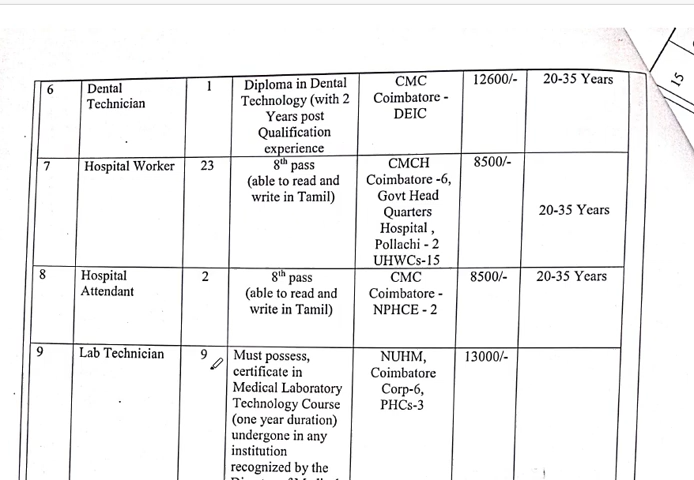 6 Dental Technician 1 Diploma in Dental Technology (with 2 Years post Qualification experience CMC Coimbatore - DEIC 12600/- 20-35 Years
7 Hospital Worker 23 8th pass (able to read and write in Tamil) CMCH Coimbatore -6, Govt Head Quarters Hospital , Pollachi - 2 UHWCs-15 8500/- 20-35 Years
8 Hospital Attendant 2 8th pass (able to read and write in Tamil) CMC Coimbatore - NPHCE - 2 8500/- 20-35 Years
9 Lab Technician 9 Must possess, certificate in Medical Laboratory Technology Course (one year duration) undergone in any institution recognized by the NUHM, Coimbatore Corp-6, PHCs-3 13000/-
15